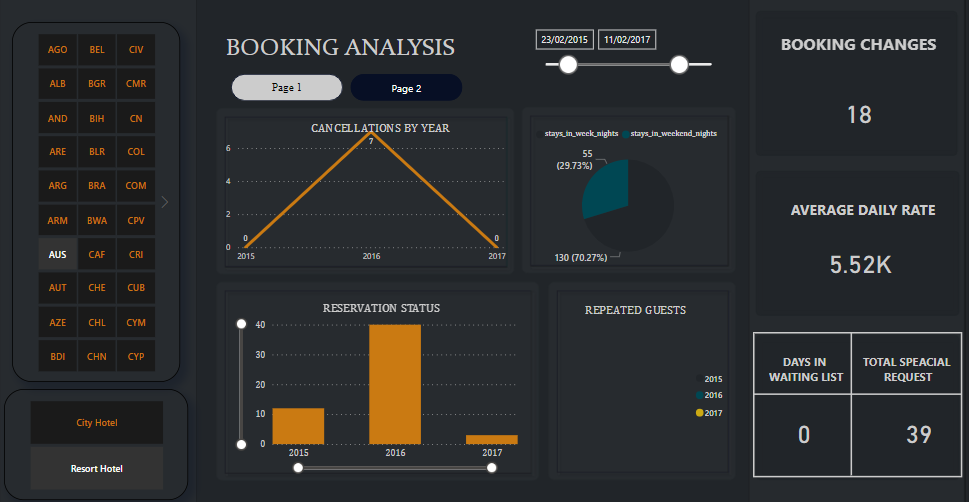 AGO BEL CIV
ALB BGR CMR
AND BIH CN
ARE BLR COL
ARG BRA COM
ARM BWA CPV
AUS CAF CRI
AUT CHE CUB
AZE CHL CYM
BDI CHN CYP
City Hotel
Resort Hotel
BOOKING ANALYSIS
23/02/2015 11/02/2017
Page 1 Page 2
CANCELLATIONS BY YEAR
6
4
2
0
0
7
0
2015 2016 2017
stays_in_week_nights stays_in_weekend_nights
55
(29.73%)
130 (70.27%)
RESERVATION STATUS
40
30
20
10
0
2015 2016 2017
REPEATED GUESTS
2015
2016
2017
BOOKING CHANGES
18
AVERAGE DAILY RATE
5.52K
DAYS IN
WAITING LIST
0
TOTAL SPEACIAL
REQUEST
39